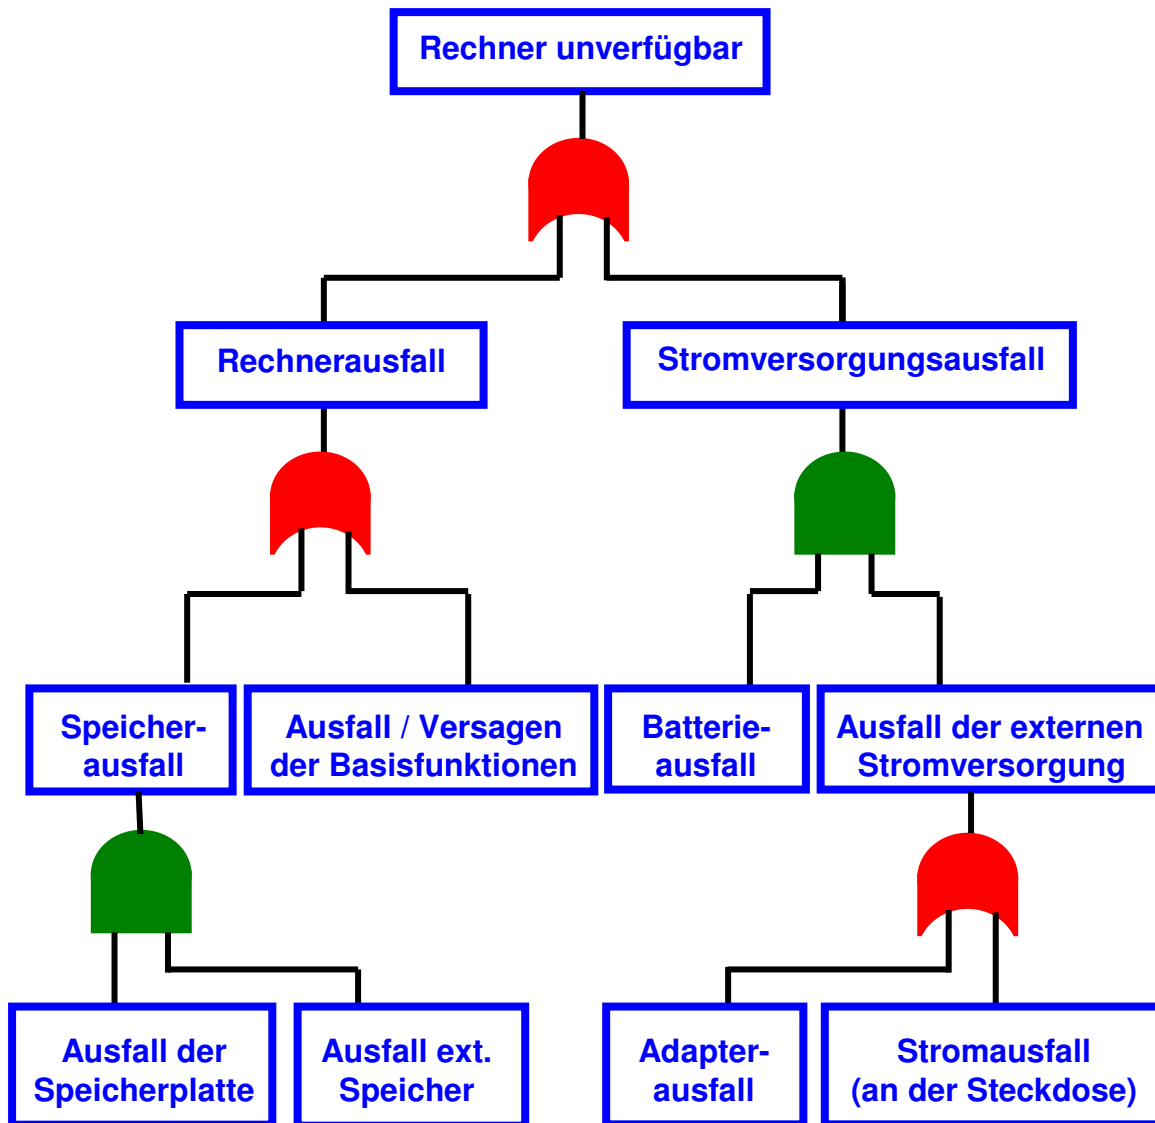 Rechner unverfügbar
Rechnerausfall
Stromversorgungsausfall
Speicher-
ausfall
Ausfall / Versagen
der Basisfunktionen
Batterie-
ausfall
Ausfall der externen
Stromversorgung
Ausfall der
Speicherplatte
Ausfall ext.
Speicher
Adapter-
ausfall
Stromausfall
(an der Steckdose)